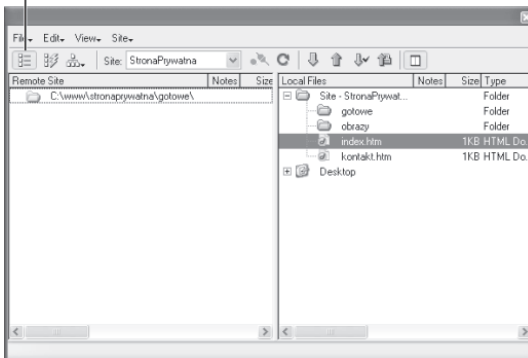 File Edit View Site
Site: StronaPrywatna
Remote Site Notes Size Local Files Notes Size Type
C:\www\stronaprywatna\gotowe\ Site - StronaPrywat... Folder
gotowe Folder
obrazy Folder
index.htm 1KB HTML Do.
kontakt.htm 1KB HTML Do.
Desktop